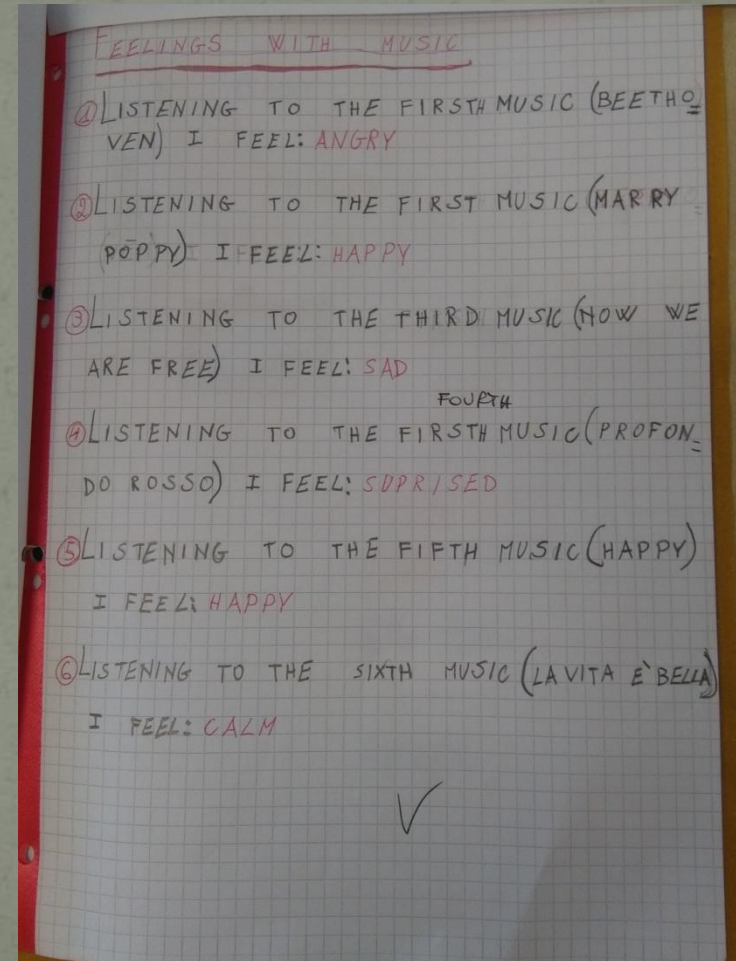 FEELINGS WITH MUSIC
① LISTENING TO THE FIRSTH MUSIC (BEETHO=
VEN) I FEEL: ANGRY
② LISTENING TO THE FIRST MUSIC (MARRY
POPPY) I FEEL: HAPPY
③ LISTENING TO THE THIRD MUSIC (NOW WE
ARE FREE) I FEEL: SAD
FOURTH
④ LISTENING TO THE FIRSTH MUSIC (PROFON=
DO ROSSO) I FEEL: SUPRISED
⑤ LISTENING TO THE FIFTH MUSIC (HAPPY)
I FEEL: HAPPY
⑥ LISTENING TO THE SIXTH MUSIC (LA VITA E' BELLA)
I FEEL: CALM